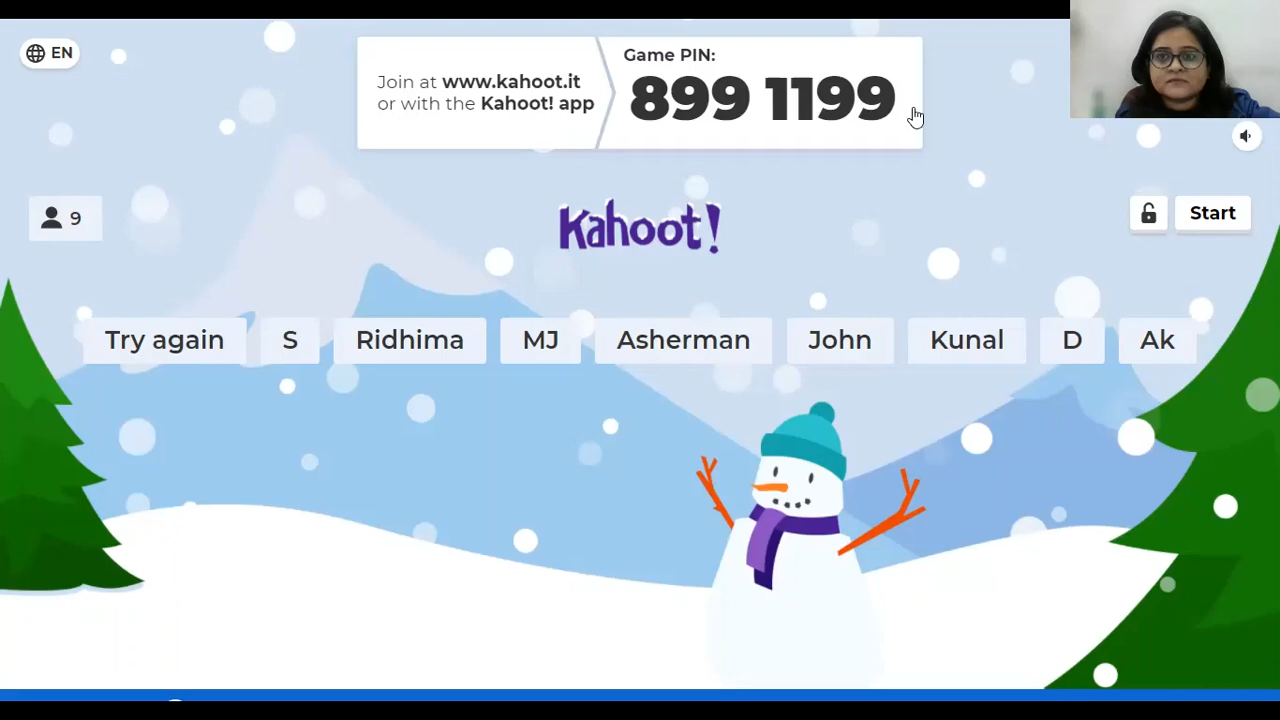 EN
Join at www.kahoot.it
or with the Kahoot! app
Game PIN:
899 1199
9
Kahoot!
Start
Try again S Ridhima MJ Asherman John Kunal D Ak